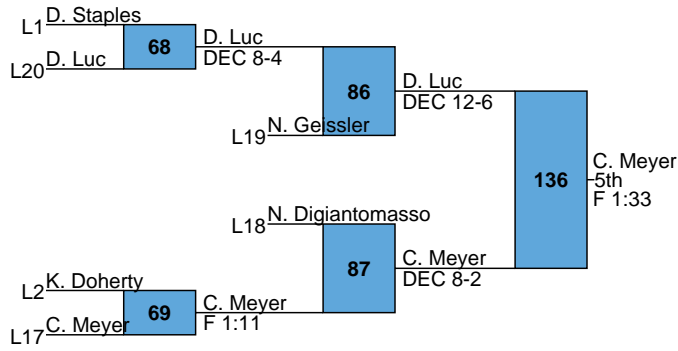 L1 D. Staples
68
D. Luc
DEC 8-4
L20 D. Luc
86
D. Luc
DEC 12-6
L19 N. Geissler
136
C. Meyer
5th
F 1:33
L18 N. Digiantomasso
87
C. Meyer
DEC 8-2
L2 K. Doherty
69
C. Meyer
F 1:11
L17 C. Meyer